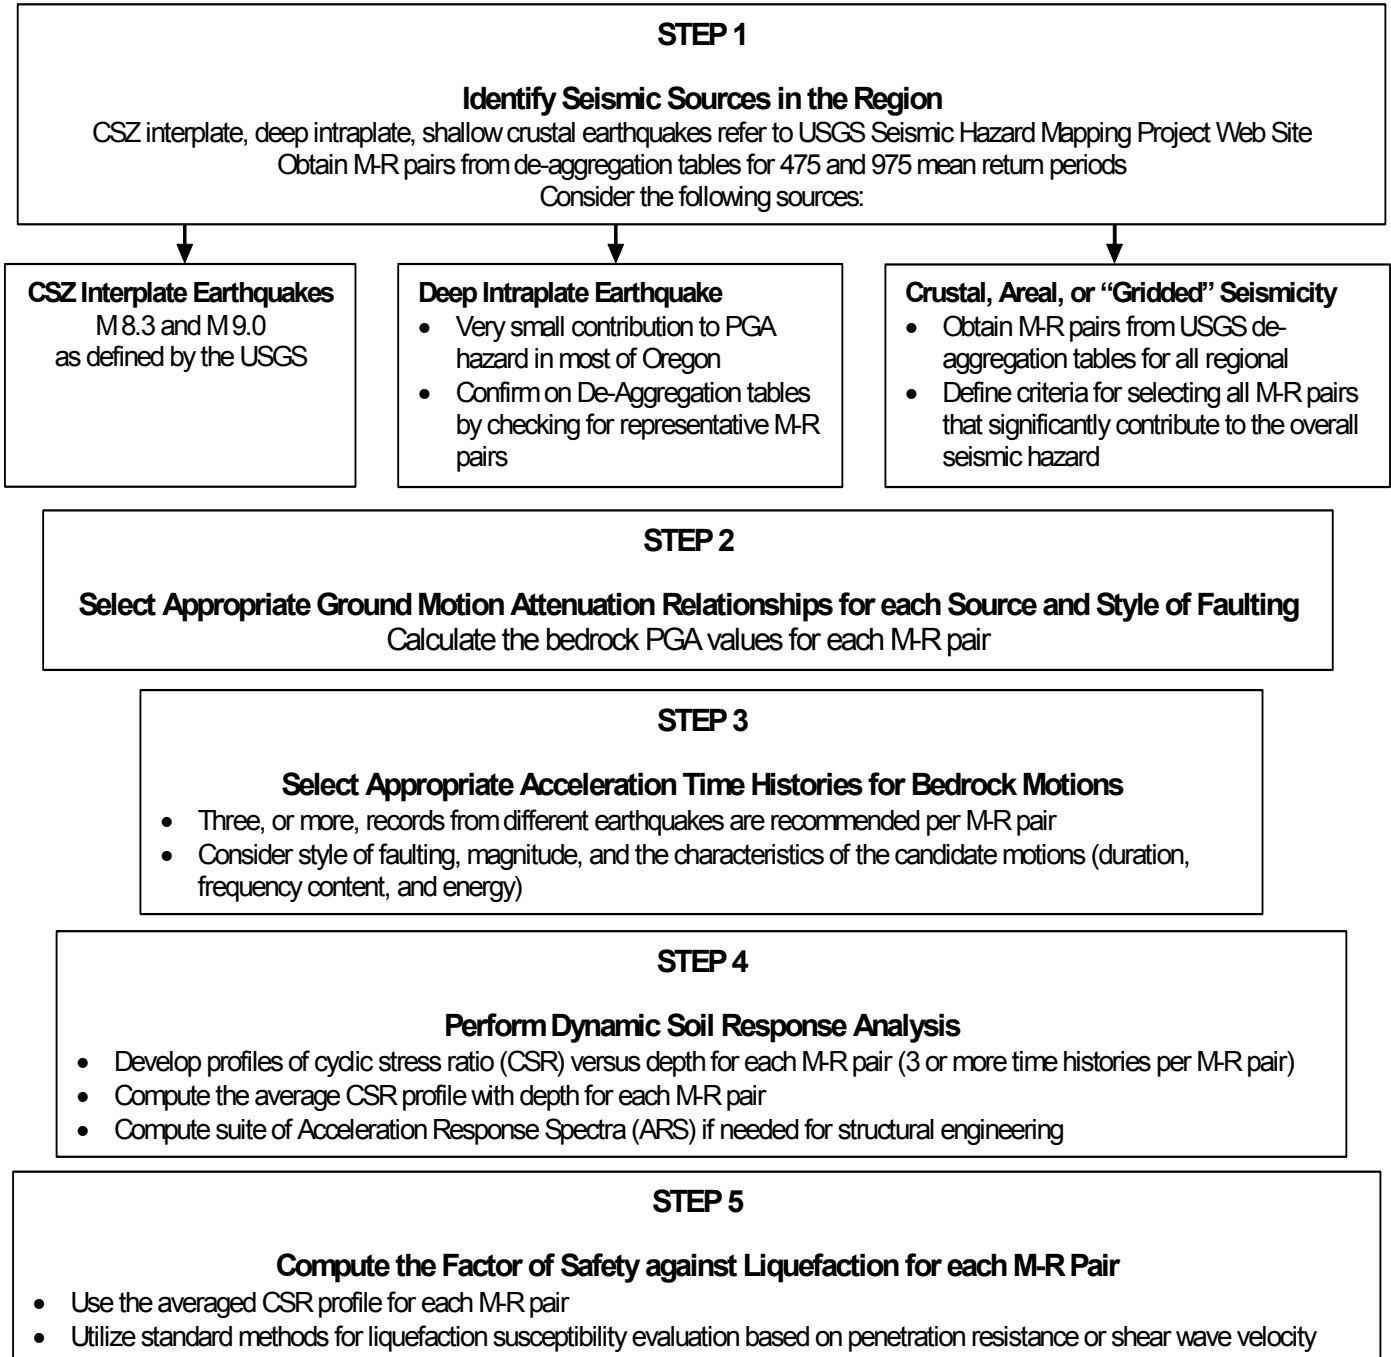 STEP 1
Identify Seismic Sources in the Region
CSZ interplate, deep intraplate, shallow crustal earthquakes refer to USGS Seismic Hazard Mapping Project Web Site
Obtain M-R pairs from de-aggregation tables for 475 and 975 mean return periods
Consider the following sources:
CSZ Interplate Earthquakes
M 8.3 and M 9.0
as defined by the USGS
Deep Intraplate Earthquake
• Very small contribution to PGA
hazard in most of Oregon
• Confirm on De-Aggregation tables
by checking for representative M-R
pairs
Crustal, Areal, or “Gridded” Seismicity
• Obtain M-R pairs from USGS de-
aggregation tables for all regional
• Define criteria for selecting all M-R pairs
that significantly contribute to the overall
seismic hazard
STEP 2
Select Appropriate Ground Motion Attenuation Relationships for each Source and Style of Faulting
Calculate the bedrock PGA values for each M-R pair
STEP 3
Select Appropriate Acceleration Time Histories for Bedrock Motions
• Three, or more, records from different earthquakes are recommended per M-R pair
• Consider style of faulting, magnitude, and the characteristics of the candidate motions (duration,
frequency content, and energy)
STEP 4
Perform Dynamic Soil Response Analysis
• Develop profiles of cyclic stress ratio (CSR) versus depth for each M-R pair (3 or more time histories per M-R pair)
• Compute the average CSR profile with depth for each M-R pair
• Compute suite of Acceleration Response Spectra (ARS) if needed for structural engineering
STEP 5
Compute the Factor of Safety against Liquefaction for each M-R Pair
• Use the averaged CSR profile for each M-R pair
• Utilize standard methods for liquefaction susceptibility evaluation based on penetration resistance or shear wave velocity